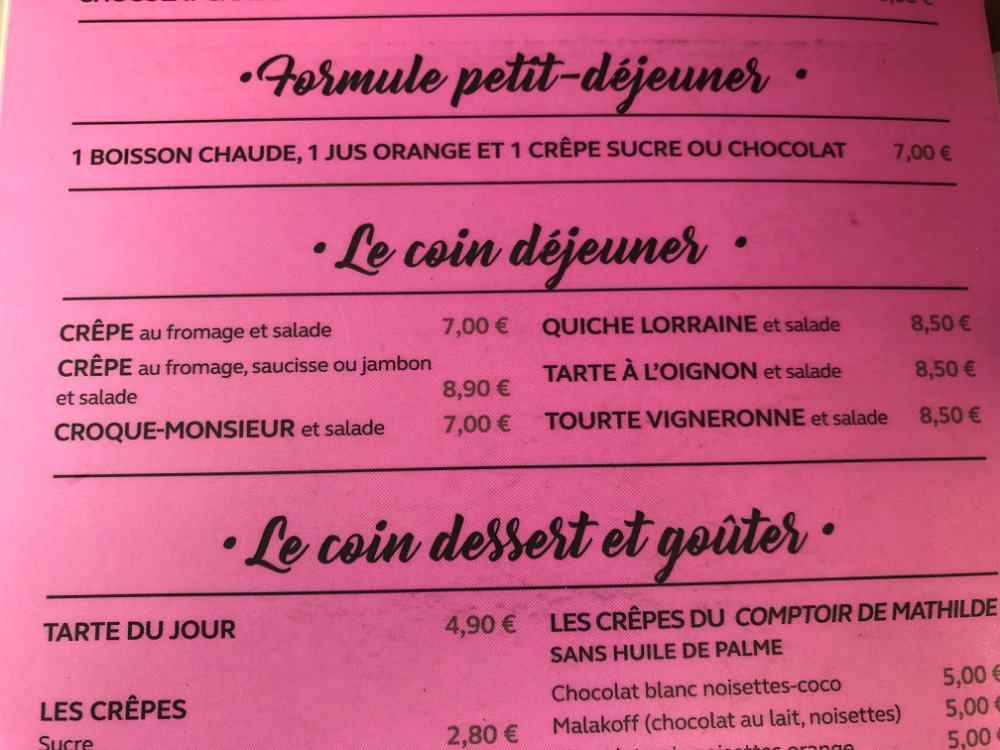 • Formule petit-déjeuner •
1 BOISSON CHAUDE, 1 JUS ORANGE ET 1 CRÊPE SUCRE OU CHOCOLAT 7,00 €
• Le coin déjeuner •
CRÊPE au fromage et salade 7,00 €
CRÊPE au fromage, saucisse ou jambon
et salade 8,90 €
CROQUE-MONSIEUR et salade 7,00 €
QUICHE LORRAINE et salade 8,50 €
TARTE À L'OIGNON et salade 8,50 €
TOURTE VIGNERONNE et salade 8,50 €
• Le coin dessert et goûter •
TARTE DU JOUR 4,90 €
LES CRÊPES
Sucre 2,80 €
LES CRÊPES DU COMPTOIR DE MATHILDE
SANS HUILE DE PALME
Chocolat blanc noisettes-coco 5,00 €
Malakoff (chocolat au lait, noisettes) 5,00 €
noisettes orange 5,00